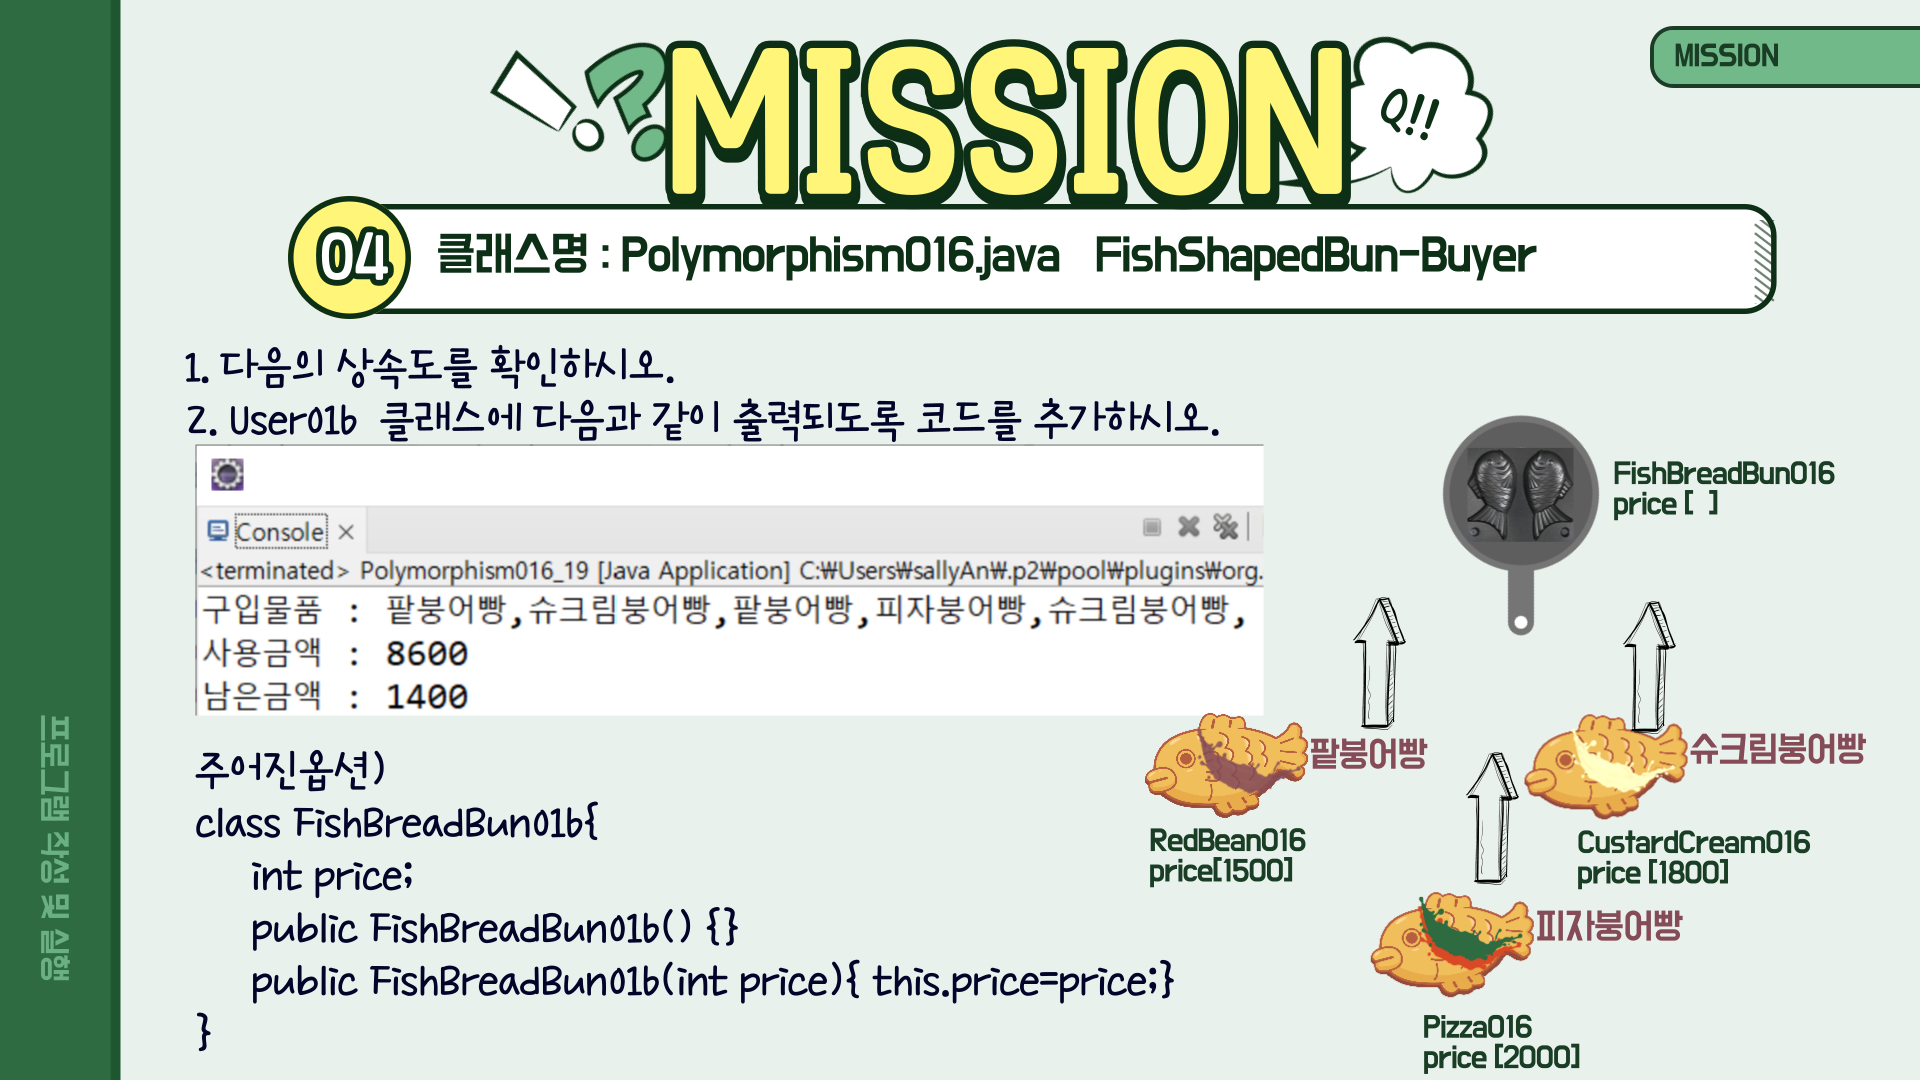 MISSION
MISSION
Q!!
04
클래스명 : Polymorphism016.java FishShapedBun-Buyer
1. 다음의 상속도를 확인하시오.
2. User016 클래스에 다음과 같이 출력되도록 코드를 추가하시오.
Console
<terminated> Polymorphism016_19 [Java Application] C:₩Users₩sallyAn₩.p2₩pool₩plugins₩org.
구입물품 : 팥붕어빵,슈크림붕어빵,팥붕어빵,피자붕어빵,슈크림붕어빵,
사용금액 : 8600
남은금액 : 1400
주어진옵션)
class FishBreadBun016{
int price;
public FishBreadBun016() {}
public FishBreadBun016(int price){ this.price=price;}
}
FishBreadBun016
price [ ]
팥붕어빵
RedBean016
price[1500]
슈크림붕어빵
CustardCream016
price [1800]
피자붕어빵
Pizza016
price [2000]
프로그램 작성 및 실행